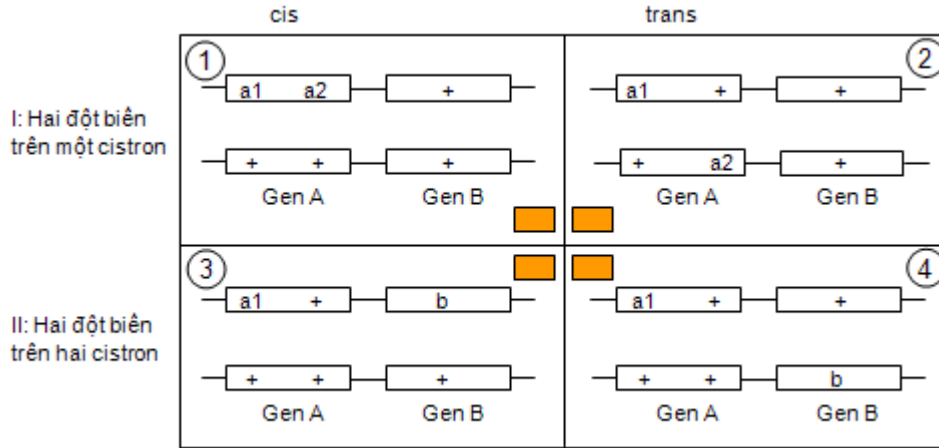 cis trans
1 2
a1 a2 + a1 + +
I: Hai đột biến
trên một cistron
+ + + + a2 +
Gen A Gen B Gen A Gen B
3 4
a1 + b a1 + +
II: Hai đột biến
trên hai cistron
+ + + + + b
Gen A Gen B Gen A Gen B